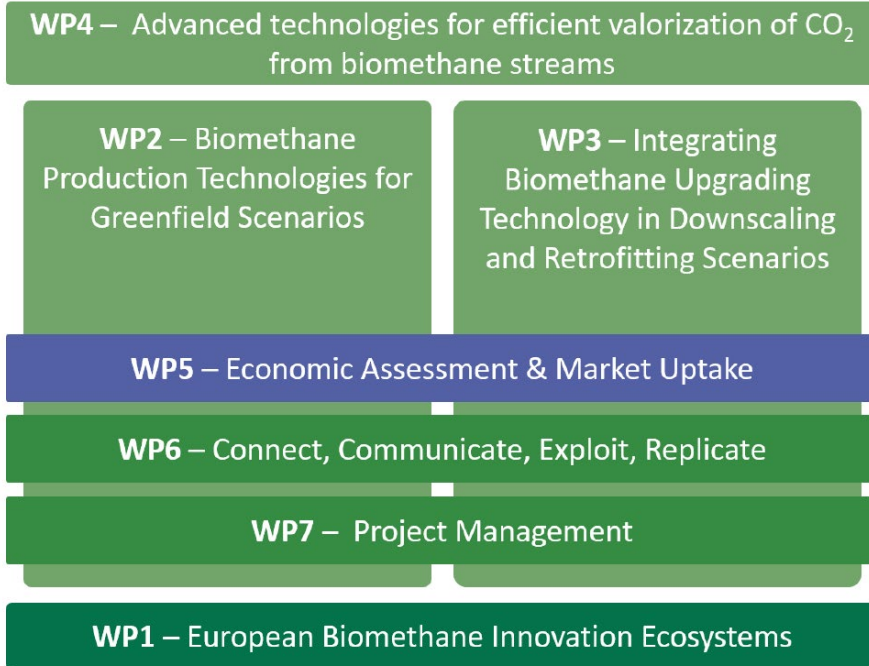 WP4 – Advanced technologies for efficient valorization of CO₂
from biomethane streams
WP2 – Biomethane
Production Technologies for
Greenfield Scenarios
WP3 – Integrating
Biomethane Upgrading
Technology in Downscaling
and Retrofitting Scenarios
WP5 – Economic Assessment & Market Uptake
WP6 – Connect, Communicate, Exploit, Replicate
WP7 – Project Management
WP1 – European Biomethane Innovation Ecosystems